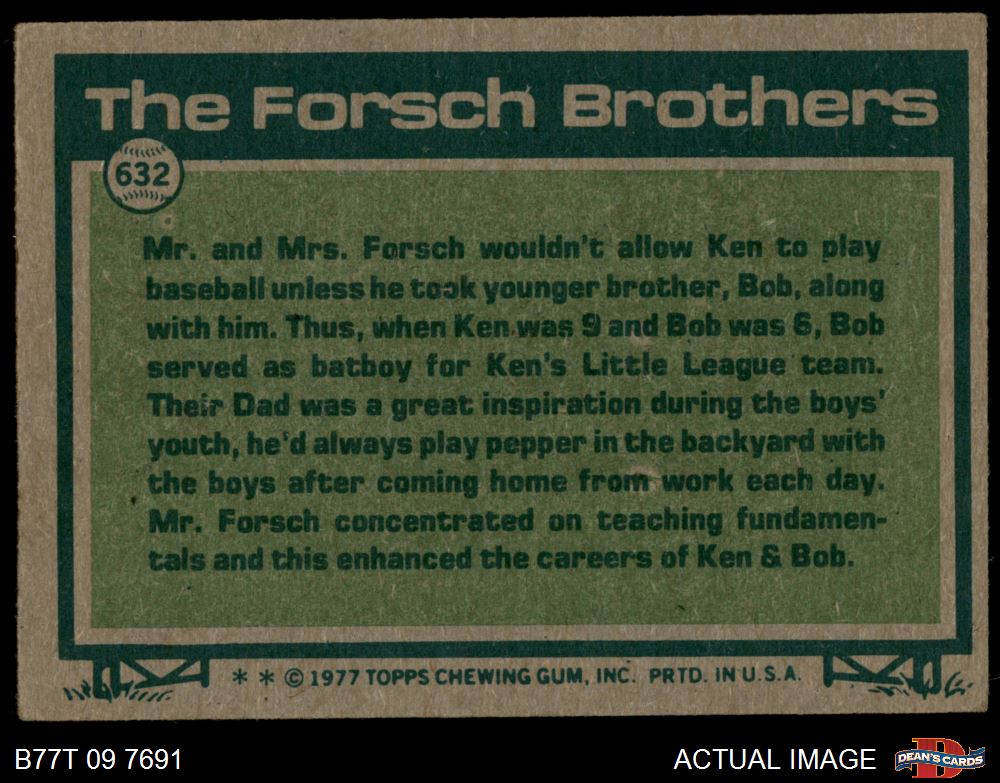 The Forsch Brothers
632
Mr. and Mrs. Forsch wouldn't allow Ken to play
baseball unless he took younger brother, Bob, along
with him. Thus, when Ken was 9 and Bob was 6, Bob
served as batboy for Ken's Little League team.
Their Dad was a great inspiration during the boys'
youth, he'd always play pepper in the backyard with
the boys after coming home from work each day.
Mr. Forsch concentrated on teaching fundamen-
tals and this enhanced the careers of Ken & Bob.
* * © 1977 TOPPS CHEWING GUM, INC. PRTD. IN U.S.A.
B77T 09 7691
ACTUAL IMAGE
D
DEAN'S CARDS